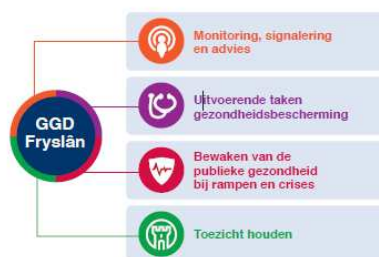 GGD
Fryslân
Monitoring, signalering
en advies
Uitvoerende taken
gezondheidsbescherming
Bewaken van de
publieke gezondheid
bij rampen en crises
Toezicht houden